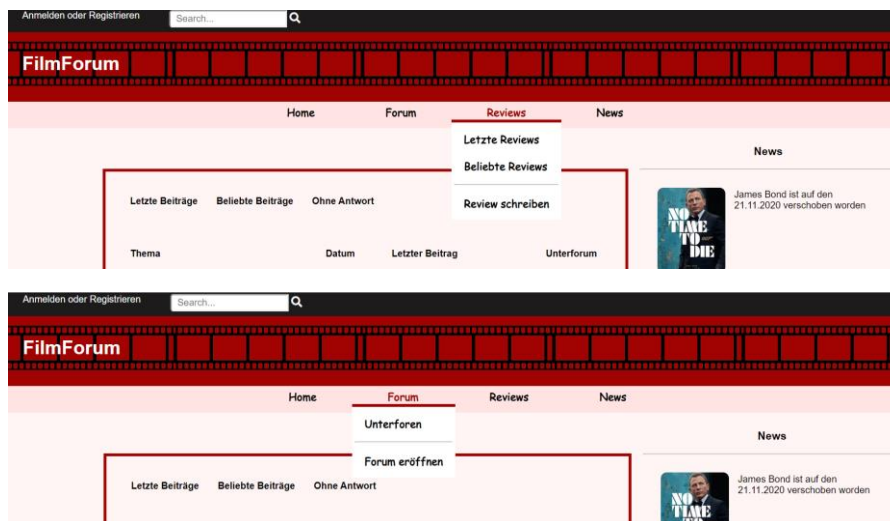 Anmelden oder Registrieren
Search...
FilmForum
Home Forum Reviews News
Letzte Reviews
Beliebte Reviews
Review schreiben
News
James Bond ist auf den
21.11.2020 verschoben worden
NO
TIME
TO
DIE
Letzte Beiträge Beliebte Beiträge Ohne Antwort
Thema Datum Letzter Beitrag Unterforum
Anmelden oder Registrieren
Search...
FilmForum
Home Forum Reviews News
Unterforen
Forum eröffnen
News
James Bond ist auf den
21.11.2020 verschoben worden
NO
TIME
Letzte Beiträge Beliebte Beiträge Ohne Antwort